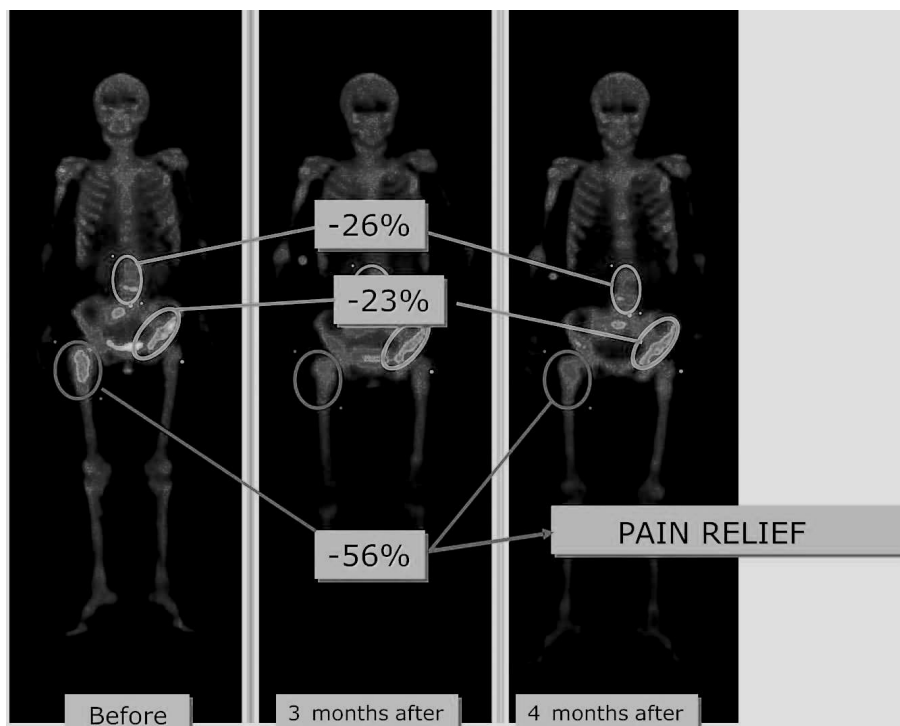 -26%
-23%
-56%
PAIN RELIEF
Before
3 months after
4 months after